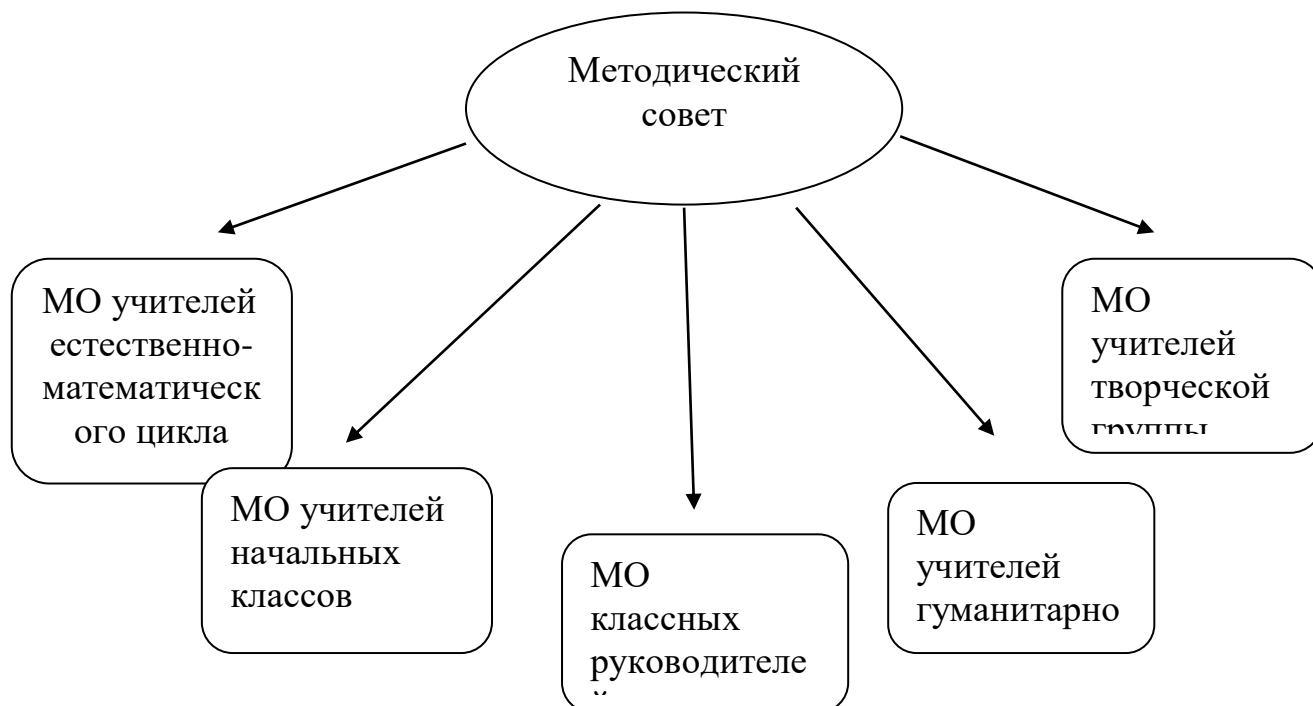 Методический
совет
МО учителей
естественно-
математическ
ого цикла
МО учителей
начальных
классов
МО
классных
руководителе
й
МО
учителей
гуманитарно
МО
учителей
творческой
группы